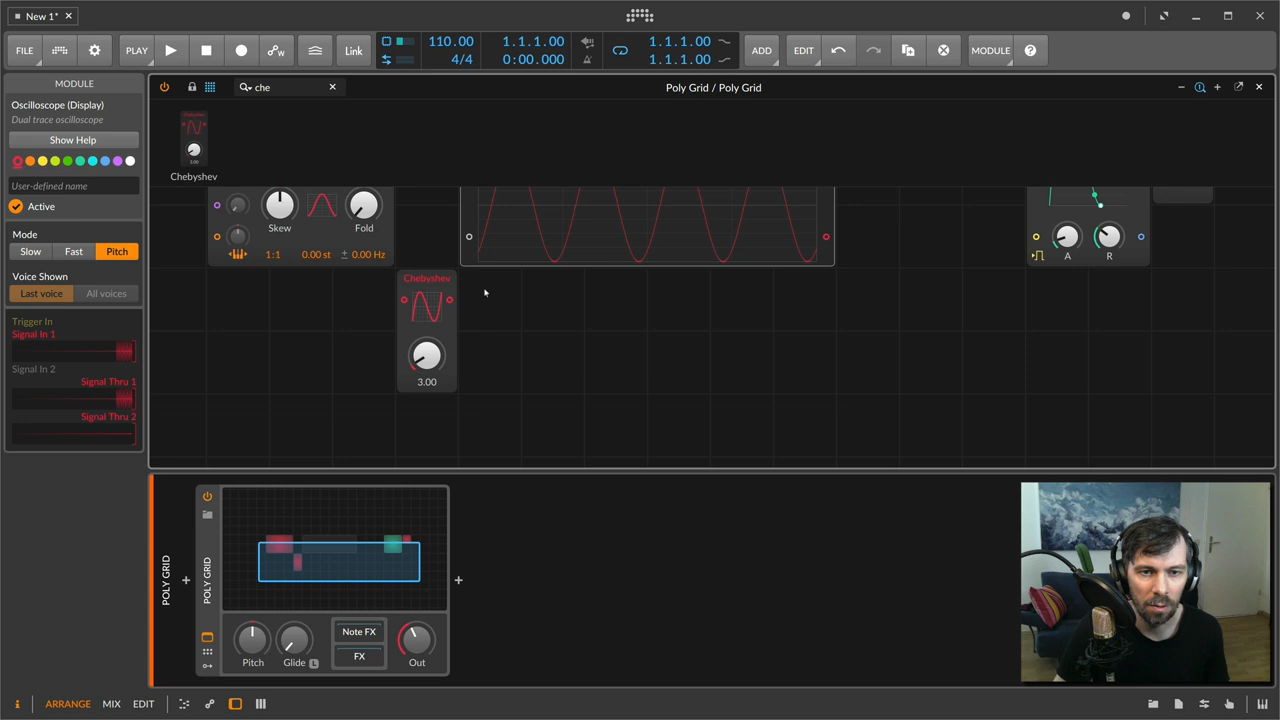 New 1*
FILE
PLAY
Link
110.00
4/4
1.1.1.00
0:00.000
1.1.1.00
1.1.1.00
ADD
EDIT
MODULE
MODULE
Oscilloscope (Display)
Dual trace oscilloscope
Show Help
User-defined name
Active
Mode
Slow
Fast
Pitch
Voice Shown
Last voice
All voices
Trigger In
Signal In 1
Signal In 2
Signal Thru 1
Signal Thru 2
che
Poly Grid / Poly Grid
3.00
Chebyshev
Skew
Fold
1:1
0.00 st
± 0.00 Hz
A
R
Chebyshev
3.00
POLY GRID
POLY GRID
Pitch
Glide
L
Note FX
FX
Out
ARRANGE
MIX
EDIT